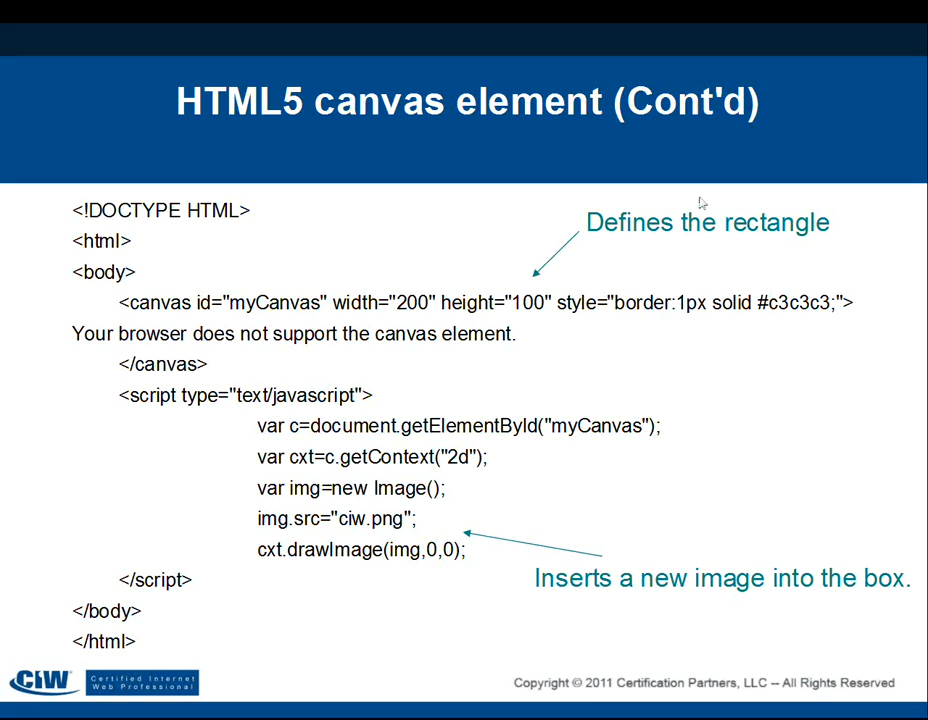 HTML5 canvas element (Cont'd)
<!DOCTYPE HTML>
Defines the rectangle
<html>
<body>
<canvas id="myCanvas" width="200" height="100" style="border:1px solid #c3c3c3;">
Your browser does not support the canvas element.
</canvas>
<script type="text/javascript">
var c=document.getElementById("myCanvas");
var cxt=c.getContext("2d");
var img=new Image();
img.src="ciw.png";
cxt.drawImage(img,0,0);
Inserts a new image into the box.
</script>
</body>
</html>
CIW
Certified Internet
Web Professional
Copyright © 2011 Certification Partners, LLC -- All Rights Reserved